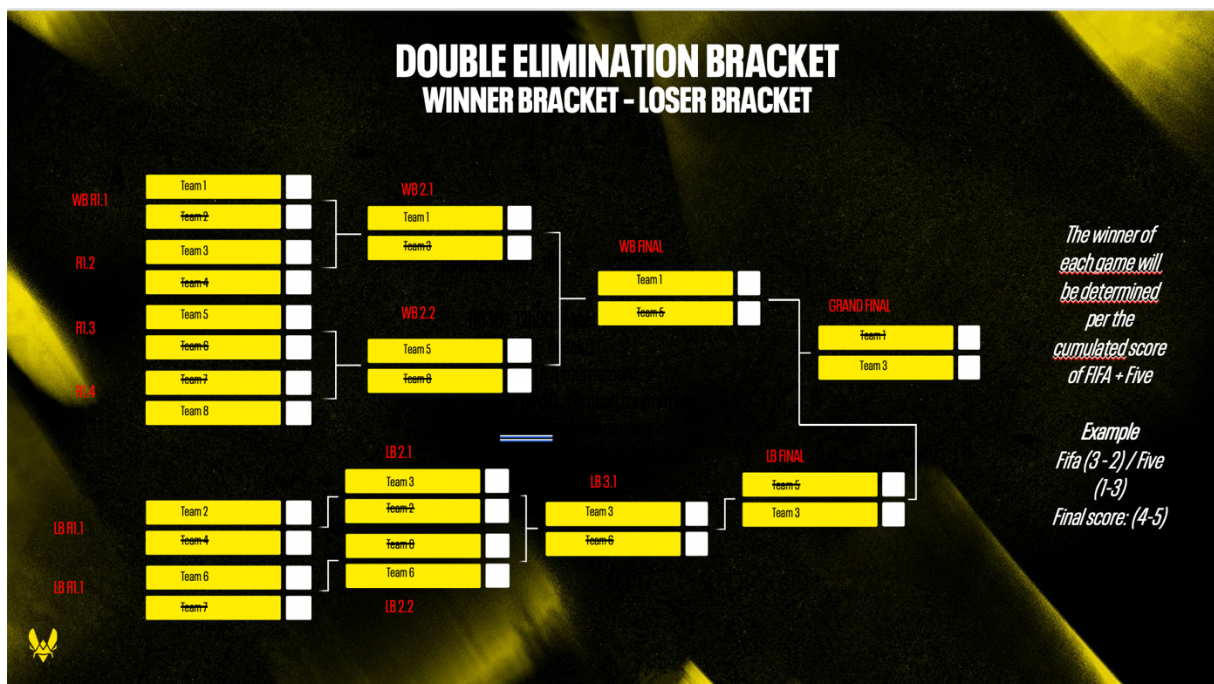 DOUBLE ELIMINATION BRACKET
WINNER BRACKET - LOSER BRACKET
WB R1.1
Team 1
Team 2
R1.2
Team 3
Team 4
R1.3
Team 5
Team 6
R1.4
Team 7
Team 8
WB 2.1
Team 1
Team 3
WB 2.2
Team 5
Team 8
WB FINAL
Team 1
Team 5
GRAND FINAL
Team 1
Team 3
LB R1.1
Team 2
Team 4
LB R1.1
Team 6
Team 7
LB 2.1
Team 3
Team 2
Team 8
Team 6
LB 2.2
LB 3.1
Team 3
Team 6
LB FINAL
Team 5
Team 3
The winner of
each game will
be determined
per the
cumulated score
of FIFA + Five
Example
Fifa (3 - 2) / Five
(1-3)
Final score: (4-5)